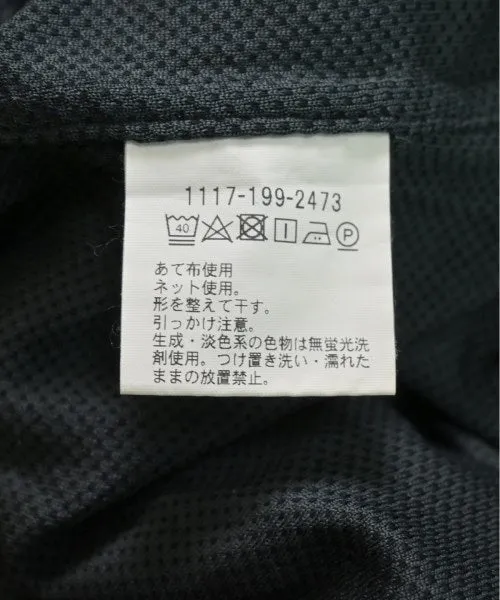 1117-199-2473
40 P
あて布使用
ネット使用。
形を整えて干す。
引っかけ注意。
生成・淡色系の色物は無蛍光洗
剤使用。つけ置き洗い・濡れた
ままの放置禁止。